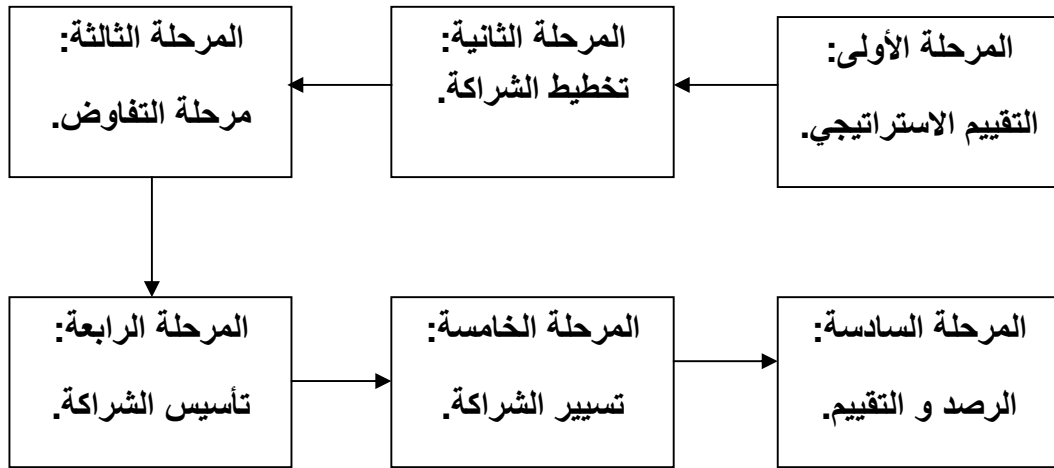 المرحلة الأولى:
التقييم الاستراتيجي.
المرحلة الثانية:
تخطيط الشراكة.
المرحلة الثالثة:
مرحلة التفاوض.
المرحلة الرابعة:
تأسيس الشراكة.
المرحلة الخامسة:
تسيير الشراكة.
المرحلة السادسة:
الرصد و التقييم.